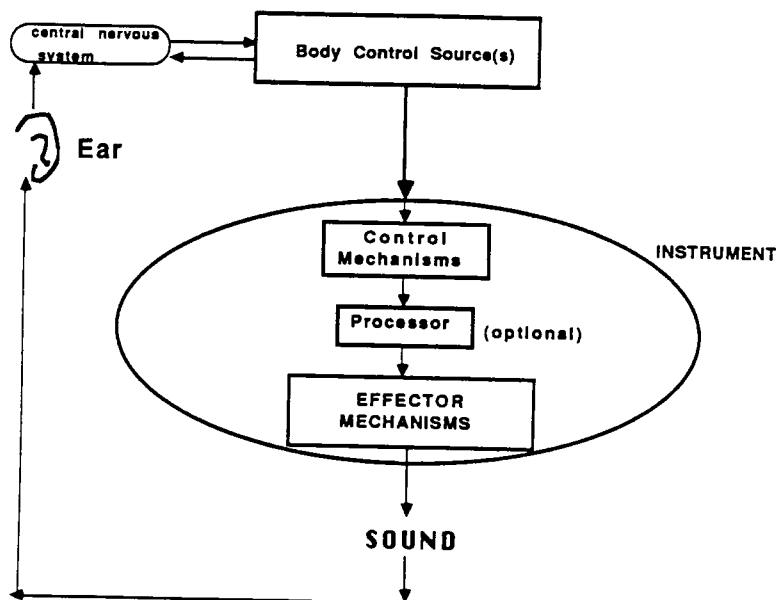 central nervous
system
Body Control Source(s)
Ear
Control
Mechanisms
INSTRUMENT
Processor
(optional)
EFFECTOR
MECHANISMS
SOUND